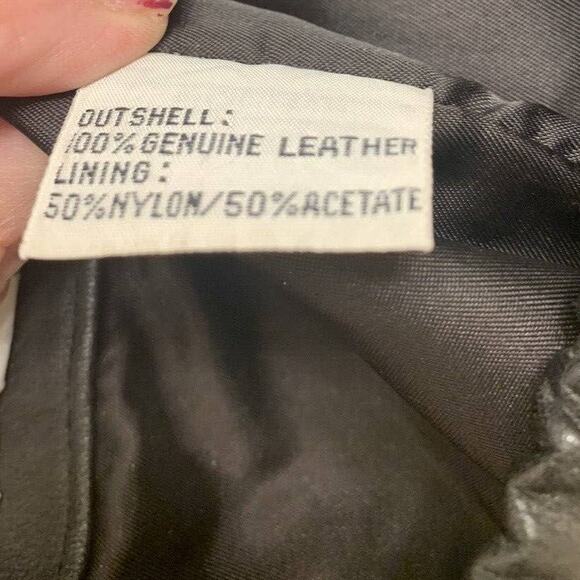 OUTSHELL:
100% GENUINE LEATHER
LINING:
50%NYLON/50%ACETATE